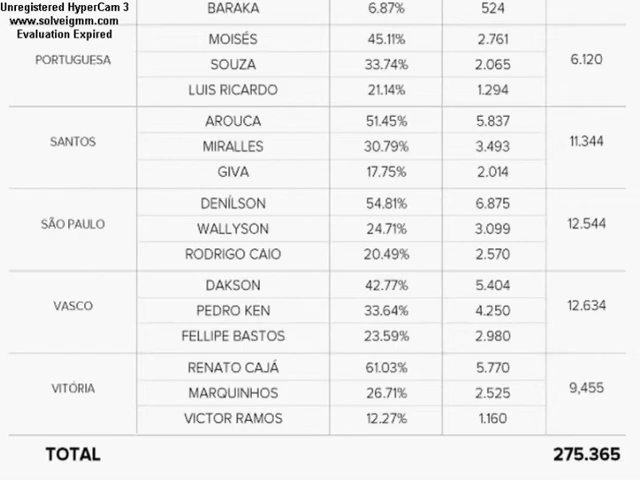 Unregistered HyperCam 3
www.solveigmm.com
Evaluation Expired
BARAKA 6.87% 524
PORTUGUESA
MOISÉS 45.11% 2.761
SOUZA 33.74% 2.065
LUIS RICARDO 21.14% 1.294
6.120
SANTOS
AROUCA 51.45% 5.837
MIRALLES 30.79% 3.493
GIVA 17.75% 2.014
11.344
SÃO PAULO
DENÍLSON 54.81% 6.875
WALLYSON 24.71% 3.099
RODRIGO CAIO 20.49% 2.570
12.544
VASCO
DAKSON 42.77% 5.404
PEDRO KEN 33.64% 4.250
FELLIPE BASTOS 23.59% 2.980
12.634
VITÓRIA
RENATO CAJÁ 61.03% 5.770
MARQUINHOS 26.71% 2.525
VICTOR RAMOS 12.27% 1.160
9,455
TOTAL 275.365